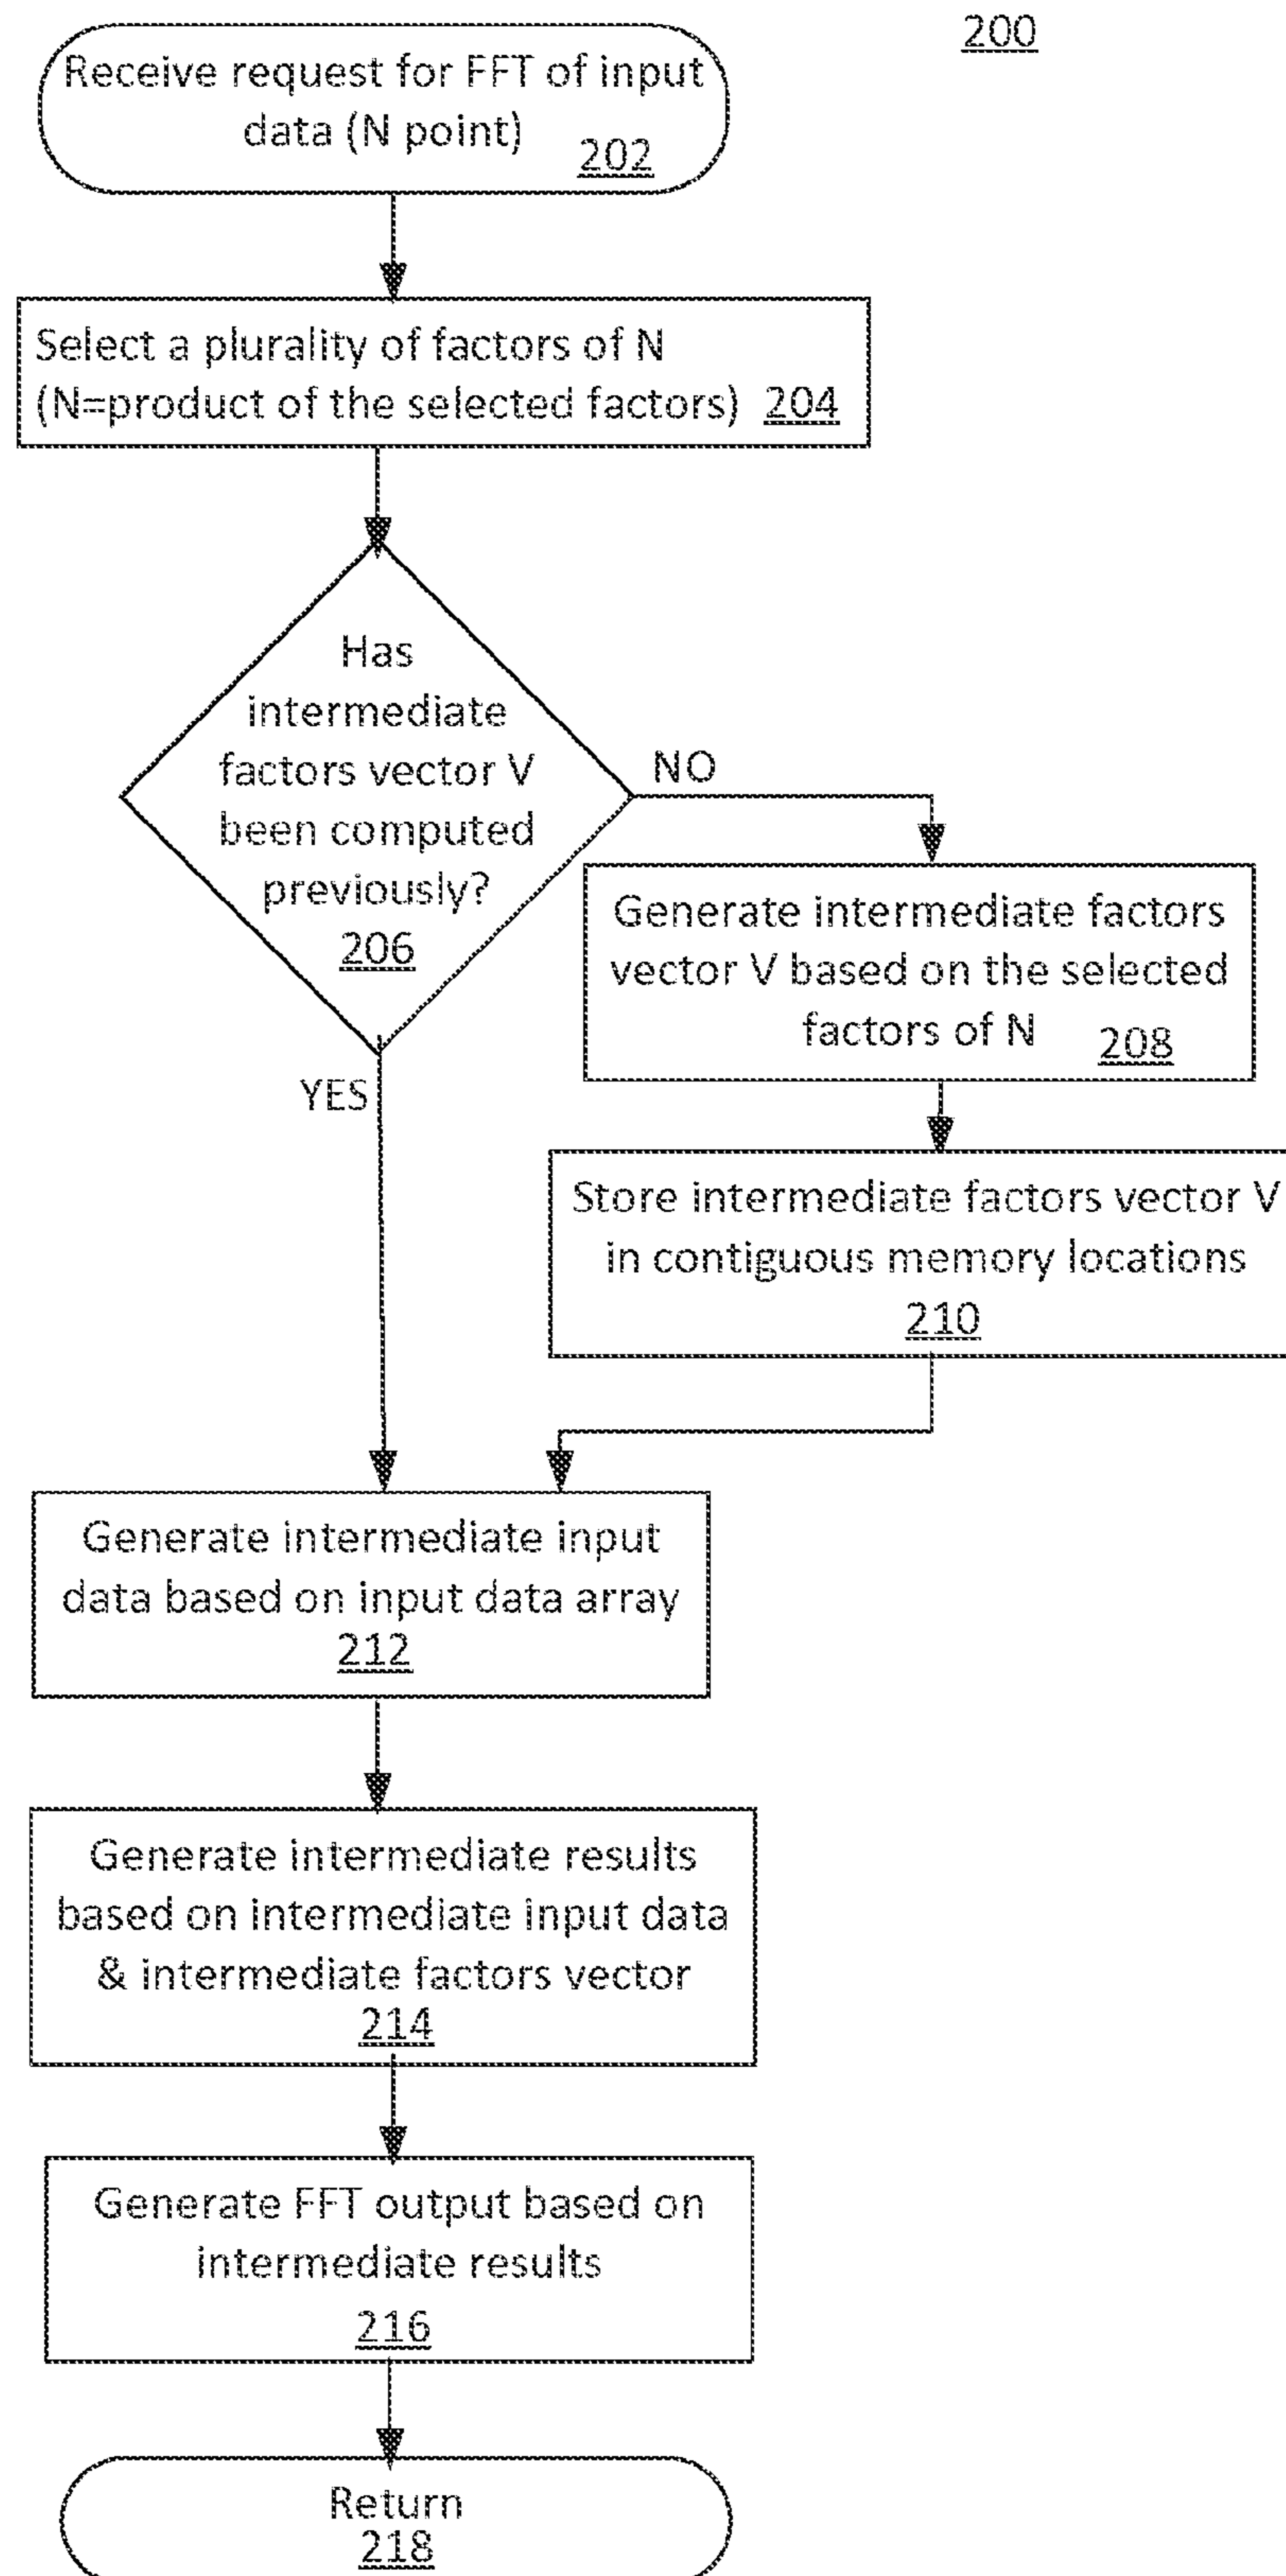 200
Receive request for FFT of input
data (N point) 202
Select a plurality of factors of N
(N=product of the selected factors) 204
Has
intermediate
factors vector V
been computed
previously?
206
NO
YES
Generate intermediate factors
vector V based on the selected
factors of N 208
Store intermediate factors vector V
in contiguous memory locations
210
Generate intermediate input
data based on input data array
212
Generate intermediate results
based on intermediate input data
& intermediate factors vector
214
Generate FFT output based on
intermediate results
216
Return
218